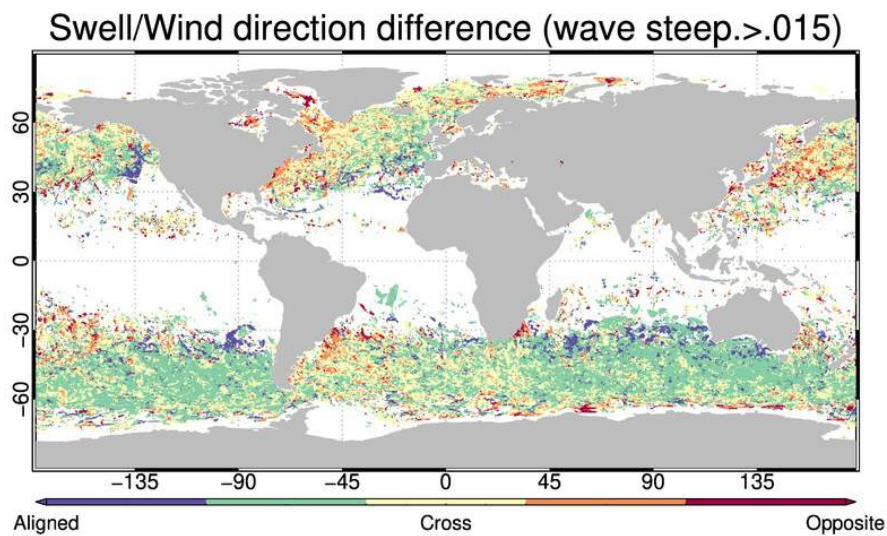 Swell/Wind direction difference (wave steep.>.015)
60
30
0
−30
−60
−135 −90 −45 0 45 90 135
Aligned Cross Opposite